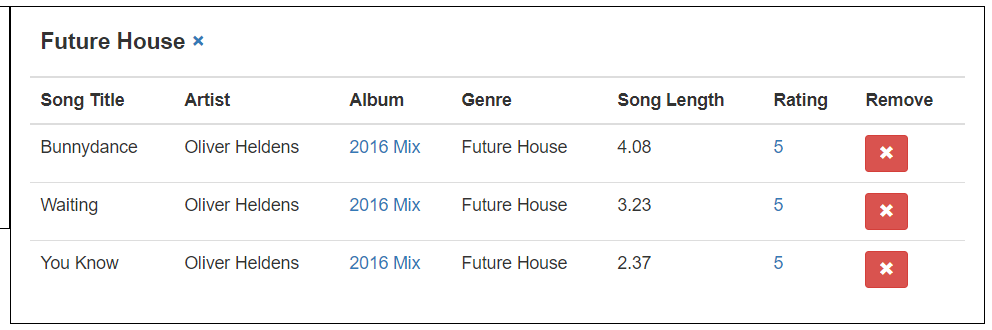 Future House ×
Song Title Artist Album Genre Song Length Rating Remove
Bunnydance Oliver Heldens 2016 Mix Future House 4.08 5
Waiting Oliver Heldens 2016 Mix Future House 3.23 5
You Know Oliver Heldens 2016 Mix Future House 2.37 5